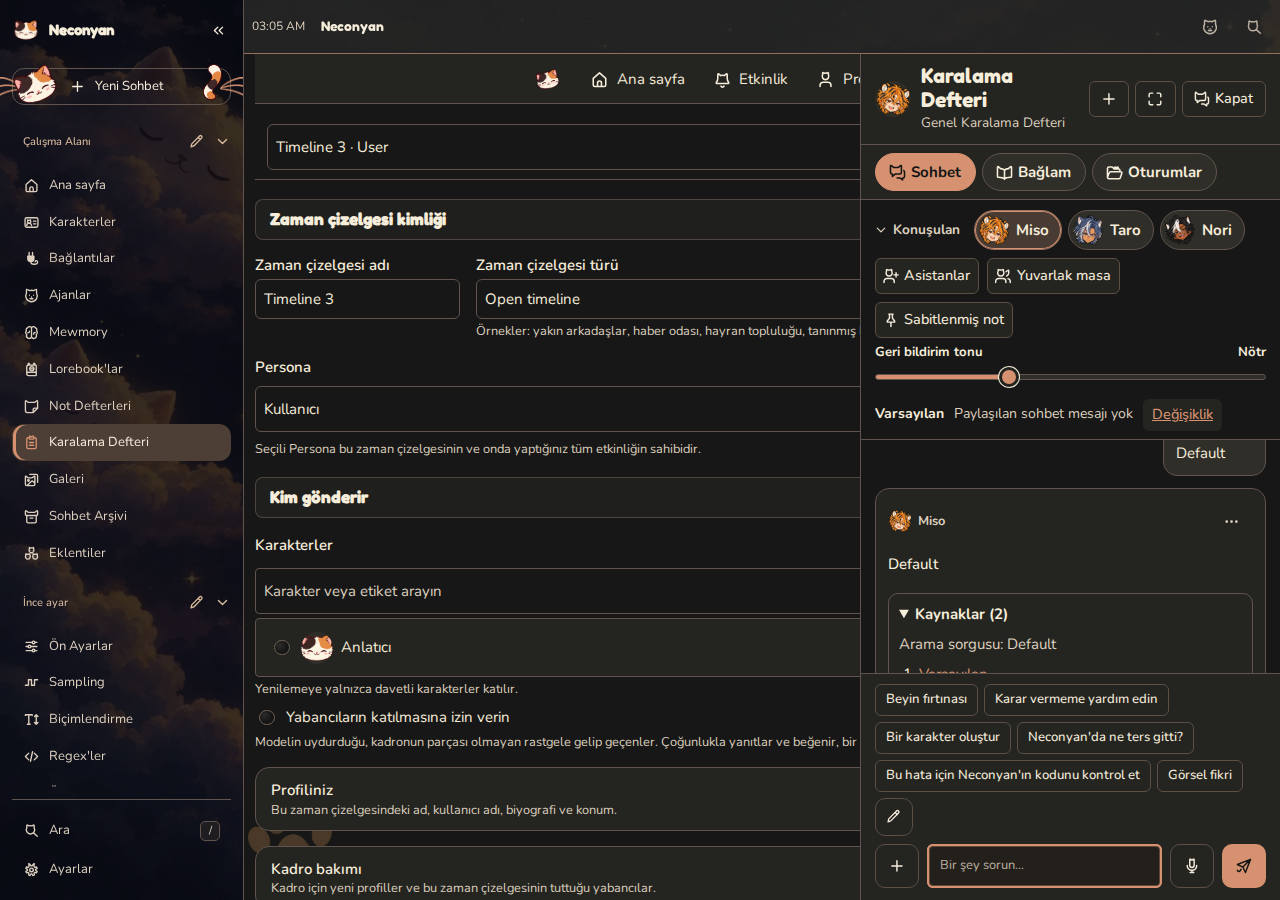 Neconyan
Yeni Sohbet
Çalışma Alanı
Ana sayfa
Karakterler
Bağlantılar
Ajanlar
Mewmory
Lorebook'lar
Not Defterleri
Karalama Defteri
Galeri
Sohbet Arşivi
Eklentiler
İnce ayar
Ön Ayarlar
Sampling
Biçimlendirme
Regex'ler
Ara
/
Ayarlar
03:05 AM Neconyan
Ana sayfa Etkinlik
Timeline 3 · User
Zaman çizelgesi kimliği
Zaman çizelgesi adı Zaman çizelgesi türü
Timeline 3 Open timeline
Örnekler: yakın arkadaşlar, haber odası, hayran topluluğu, tanınmış
Persona
Kullanıcı
Seçili Persona bu zaman çizelgesinin ve onda yaptığınız tüm etkinliğin sahibidir.
Kim gönderir
Karakterler
Karakter veya etiket arayın
Anlatıcı
Yenilemeye yalnızca davetli karakterler katılır.
Yabancıların katılmasına izin verin
Modelin uydurduğu, kadronun parçası olmayan rastgele gelip geçenler. Çoğunlukla yanıtlar ve beğenir, bir
Profiliniz
Bu zaman çizelgesindeki ad, kullanıcı adı, biyografi ve konum.
Kadro bakımı
Kadro için yeni profiller ve bu zaman çizelgesinin tuttuğu yabancılar.
Karalama
Defteri
Genel Karalama Defteri
Kapat
Sohbet Bağlam Oturumlar
Konuşulan Miso Taro Nori
Asistanlar Yuvarlak masa
Sabitlenmiş not
Geri bildirim tonu Nötr
Varsayılan Paylaşılan sohbet mesajı yok Değişiklik
Default
Miso
Default
Kaynaklar (2)
Arama sorgusu: Default
1. Varsayılan
Beyin fırtınası Karar vermeme yardım edin
Bir karakter oluştur Neconyan'da ne ters gitti?
Bu hata için Neconyan'ın kodunu kontrol et Görsel fikri
Bir şey sorun...